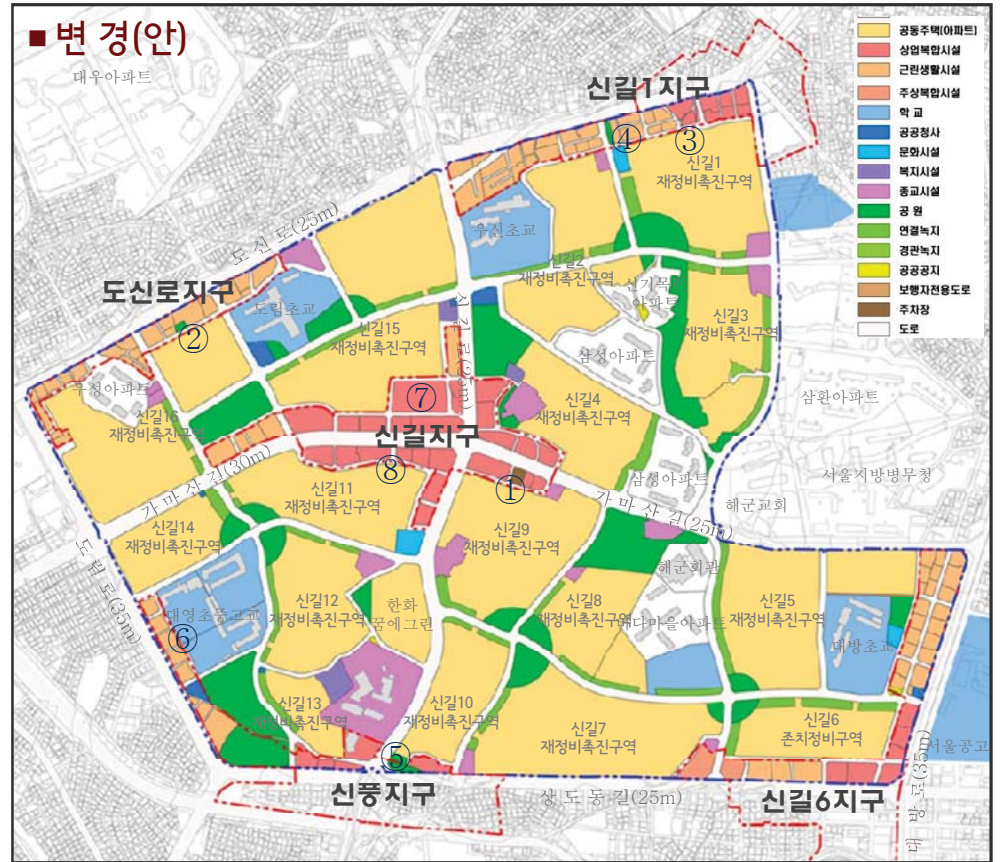 ■ 변 경(안)
대우아파트
공동주택(아파트)
상업복합시설
근린생활시설
주상복합시설
학 교
공공청사
문화시설
복지시설
종교시설
공 원
연결녹지
경관녹지
공공공지
보행자전용도로
주차장
도로
신길1지구
④
③
신길1
재정비촉진구역
도 신 로(25m)
우신초교
신길2
재정비촉진구역
아파트
신길3
재정비촉진구역
도신로지구
②
도림초교
신길15
재정비촉진구역
신 길 로(25m)
삼성아파트
우성아파트
신길16
재정비촉진구역
⑦
신길4
재정비촉진구역
삼환아파트
신길지구
⑧
①
가 마 산 길(30m)
삼성아파트
서울지방병무청
해군교회
가 마 산 길(25m)
신길11
재정비촉진구역
신길14
재정비촉진구역
신길9
재정비촉진구역
도 림 로(35m)
해군회관
대영초중고교
⑥
신길12
재정비촉진구역
한화
꿈에그린
신길8
재정비촉진구역
바다마을아파트
신길5
재정비촉진구역
대방초교
신길13
재정비촉진구역
신길10
재정비촉진구역
신길7
재정비촉진구역
신길6
존치정비구역
서울공고
⑤
신풍지구
상 도 동 길(25m)
신길6지구
대 방 로(35m)